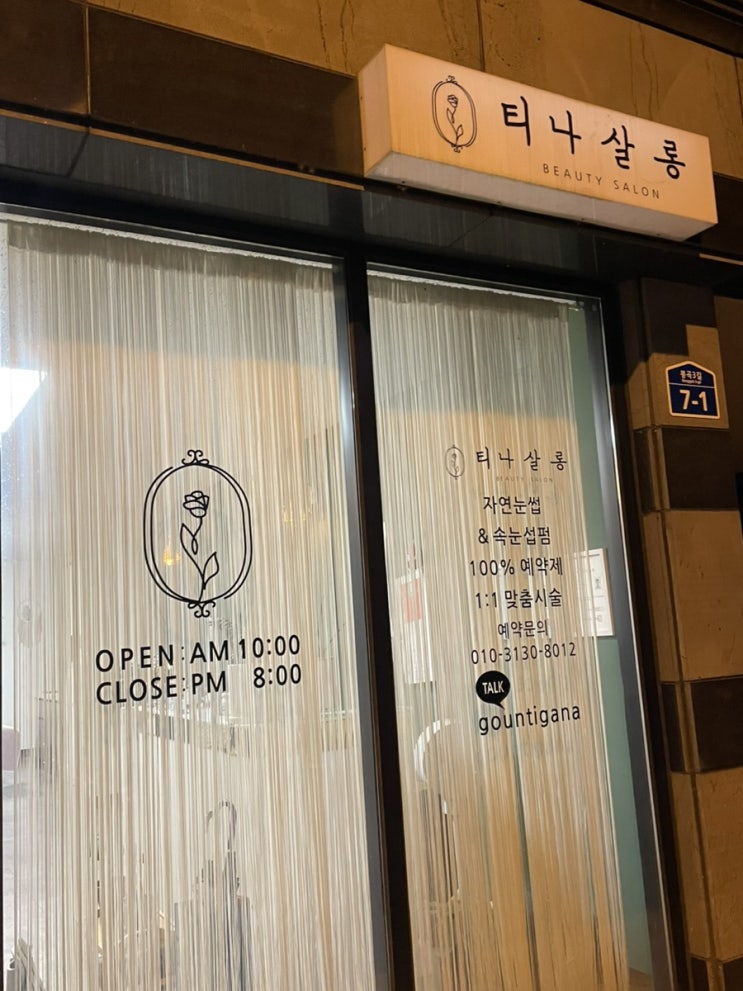 티나살롱
BEAUTY SALON
7-1
티나살롱
BEAUTY SALON
자연눈썹
& 속눈섭펌
100% 예약제
1:1 맞춤시술
예약문의
010-3130-8012
TALK
gountigana
OPEN : AM 10:00
CLOSE : PM 8:00